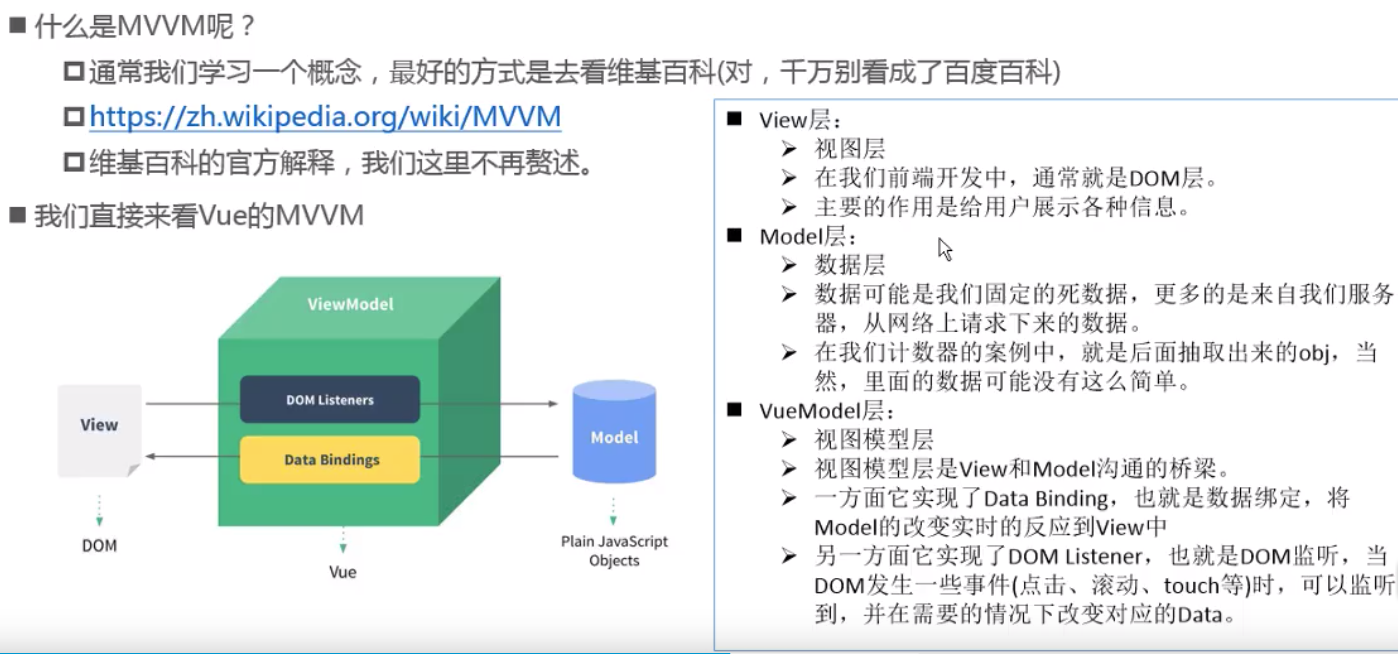 ■ 什么是MVVM呢？
通常我们学习一个概念，最好的方式是去看维基百科(对，千万别看成了百度百科)
https://zh.wikipedia.org/wiki/MVVM
维基百科的官方解释，我们这里不再赘述。
■ 我们直接来看Vue的MVVM
ViewModel
DOM Listeners
View
Model
Data Bindings
DOM
Plain JavaScript
Objects
Vue
■ View层：
➢ 视图层
➢ 在我们前端开发中，通常就是DOM层。
➢ 主要的作用是给用户展示各种信息。
■ Model层：
➢ 数据层
➢ 数据可能是我们固定的死数据，更多的是来自我们服务
器，从网络上请求下来的数据。
➢ 在我们计数器的案例中，就是后面抽取出来的obj，当
然，里面的数据可能没有这么简单。
■ VueModel层：
➢ 视图模型层
➢ 视图模型层是View和Model沟通的桥梁。
➢ 一方面它实现了Data Binding，也就是数据绑定，将
Model的改变实时的反应到View中
➢ 另一方面它实现了DOM Listener，也就是DOM监听，当
DOM发生一些事件(点击、滚动、touch等)时，可以监听
到，并在需要的情况下改变对应的Data。